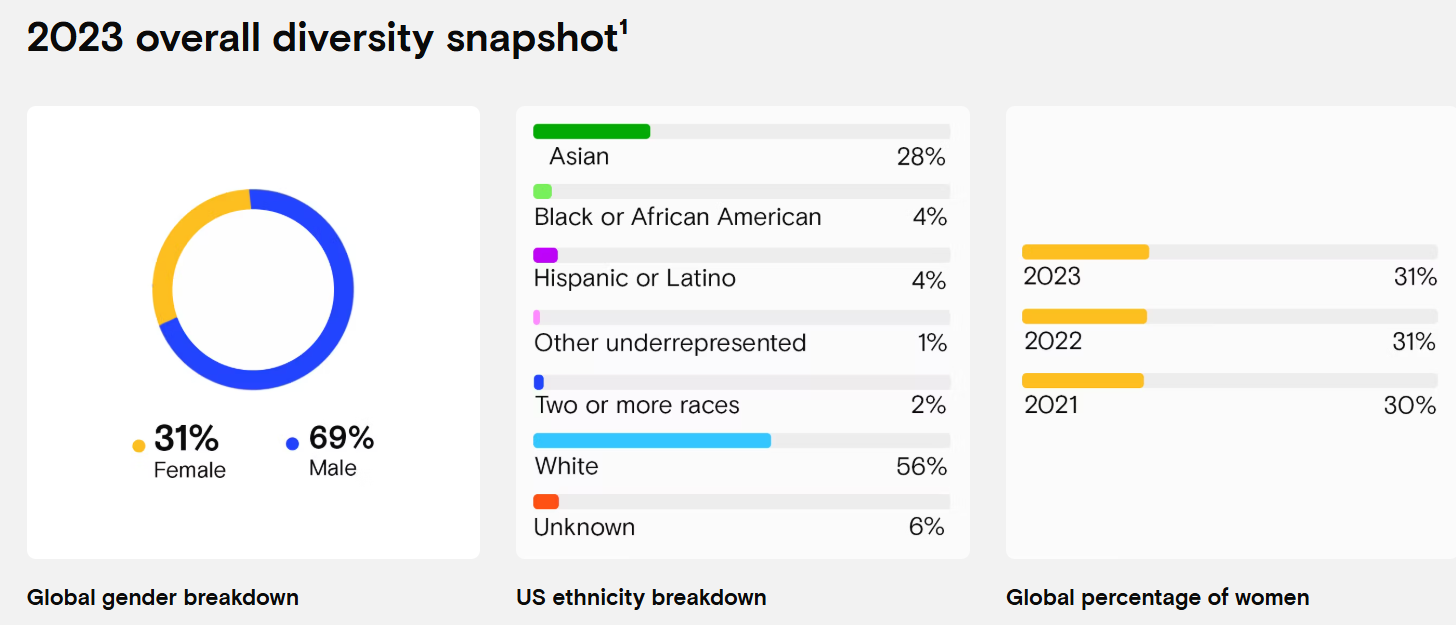 2023 overall diversity snapshot¹
31%
Female
69%
Male
Global gender breakdown
Asian 28%
Black or African American 4%
Hispanic or Latino 4%
Other underrepresented 1%
Two or more races 2%
White 56%
Unknown 6%
US ethnicity breakdown
2023 31%
2022 31%
2021 30%
Global percentage of women